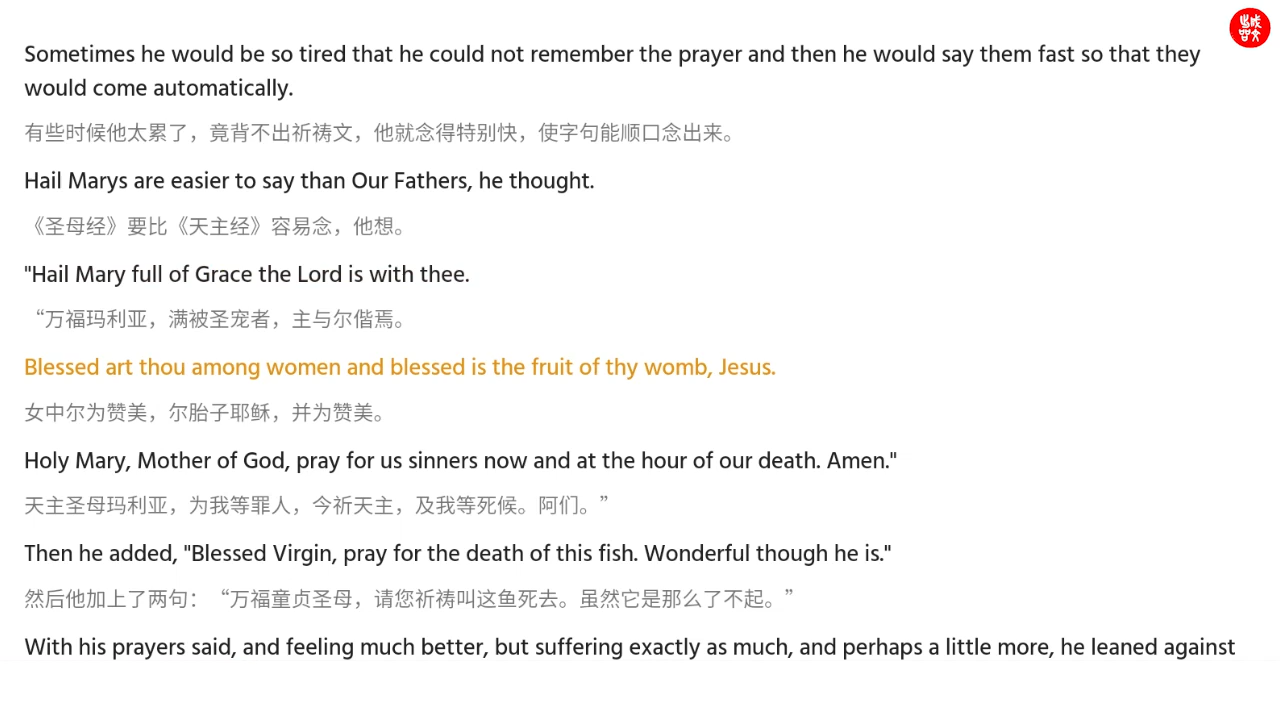 Sometimes he would be so tired that he could not remember the prayer and then he would say them fast so that they
would come automatically.
有些时候他太累了，竟背不出祈祷文，他就念得特别快，使字句能顺口念出来。
Hail Marys are easier to say than Our Fathers, he thought.
《圣母经》要比《天主经》容易念，他想。
"Hail Mary full of Grace the Lord is with thee.
“万福玛利亚，满被圣宠者，主与尔偕焉。
Blessed art thou among women and blessed is the fruit of thy womb, Jesus.
女中尔为赞美，尔胎子耶稣，并为赞美。
Holy Mary, Mother of God, pray for us sinners now and at the hour of our death. Amen."
天主圣母玛利亚，为我等罪人，今祈天主，及我等死候。阿们。”
Then he added, "Blessed Virgin, pray for the death of this fish. Wonderful though he is."
然后他加上了两句：“万福童贞圣母，请您祈祷叫这鱼死去。虽然它是那么了不起。”
With his prayers said, and feeling much better, but suffering exactly as much, and perhaps a little more, he leaned against